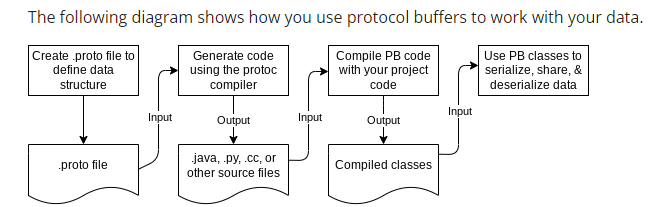 The following diagram shows how you use protocol buffers to work with your data.
Create .proto file to
define data
structure
Generate code
using the protoc
compiler
Compile PB code
with your project
code
Use PB classes to
serialize, share, &
deserialize data
Input
Output
Input
Output
Input
.proto file
.java, .py, .cc, or
other source files
Compiled classes